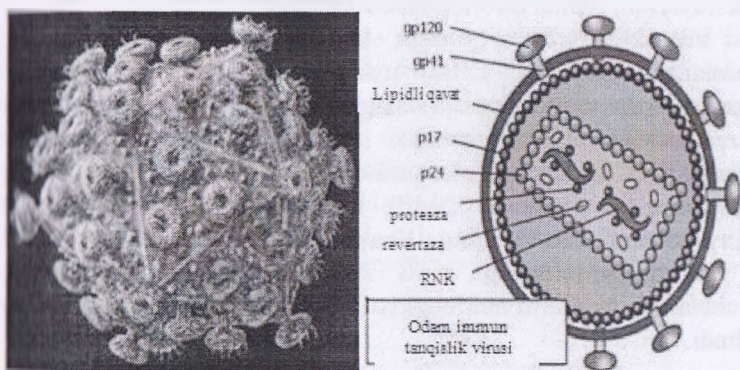 gp120
gp41
Lipidli qavat
p17
p24
proteaza
revertaza
RNK
Odam immun
tanqislik virusi